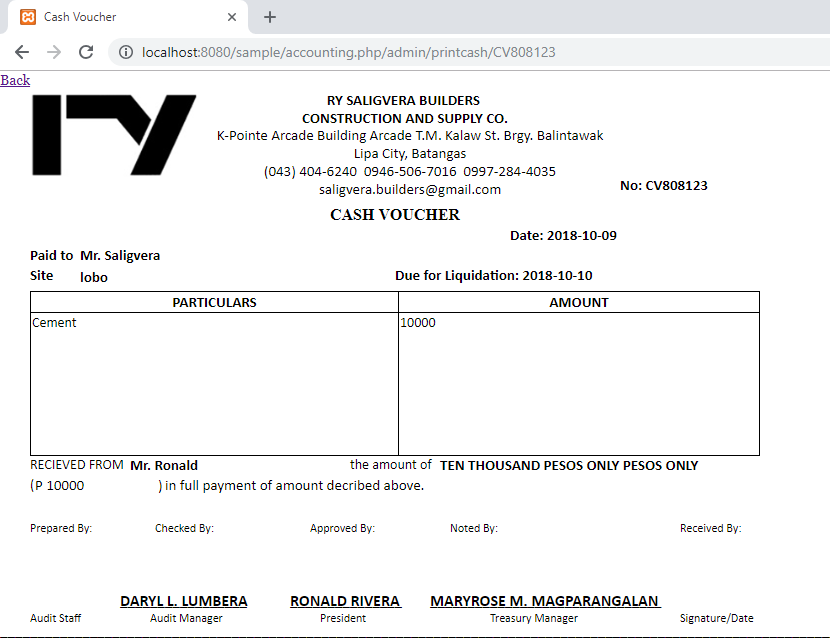 Cash Voucher
localhost:8080/sample/accounting.php/admin/printcash/CV808123
Back
RY
RY SALIGVERA BUILDERS
CONSTRUCTION AND SUPPLY CO.
K-Pointe Arcade Building Arcade T.M. Kalaw St. Brgy. Balintawak
Lipa City, Batangas
(043) 404-6240 0946-506-7016 0997-284-4035
saligvera.builders@gmail.com
No: CV808123
CASH VOUCHER
Date: 2018-10-09
Paid to Mr. Saligvera
Site lobo Due for Liquidation: 2018-10-10
PARTICULARS AMOUNT
Cement 10000
RECIEVED FROM Mr. Ronald the amount of TEN THOUSAND PESOS ONLY PESOS ONLY
(P 10000 ) in full payment of amount decribed above.
Prepared By: Checked By: Approved By: Noted By: Received By:
DARYL L. LUMBERA RONALD RIVERA MARYROSE M. MAGPARANGALAN
Audit Staff Audit Manager President Treasury Manager Signature/Date